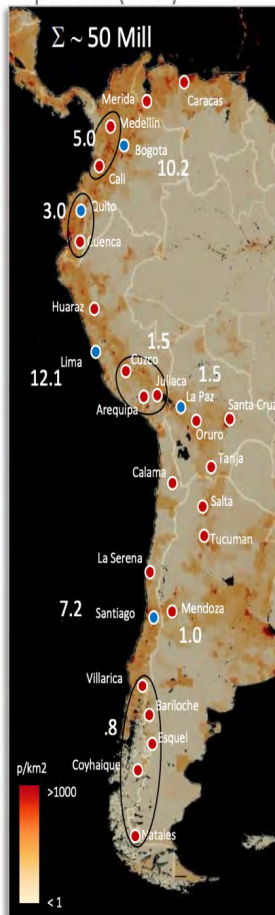 Σ ~ 50 Mill
Merida
Caracas
Medellin
5.0
Bogota
Cali
10.2
3.0
Quito
Cuenca
Huaraz
1.5
Lima
Cuzco
1.5
12.1
Juliaca
La Paz
Santa Cruz
Arequipa
Oruro
Tarija
Calama
Salta
Tucuman
La Serena
7.2
Santiago
Mendoza
1.0
Villarica
Bariloche
.8
Esquel
Coyhaique
p/km2
>1000
Natales
< 1